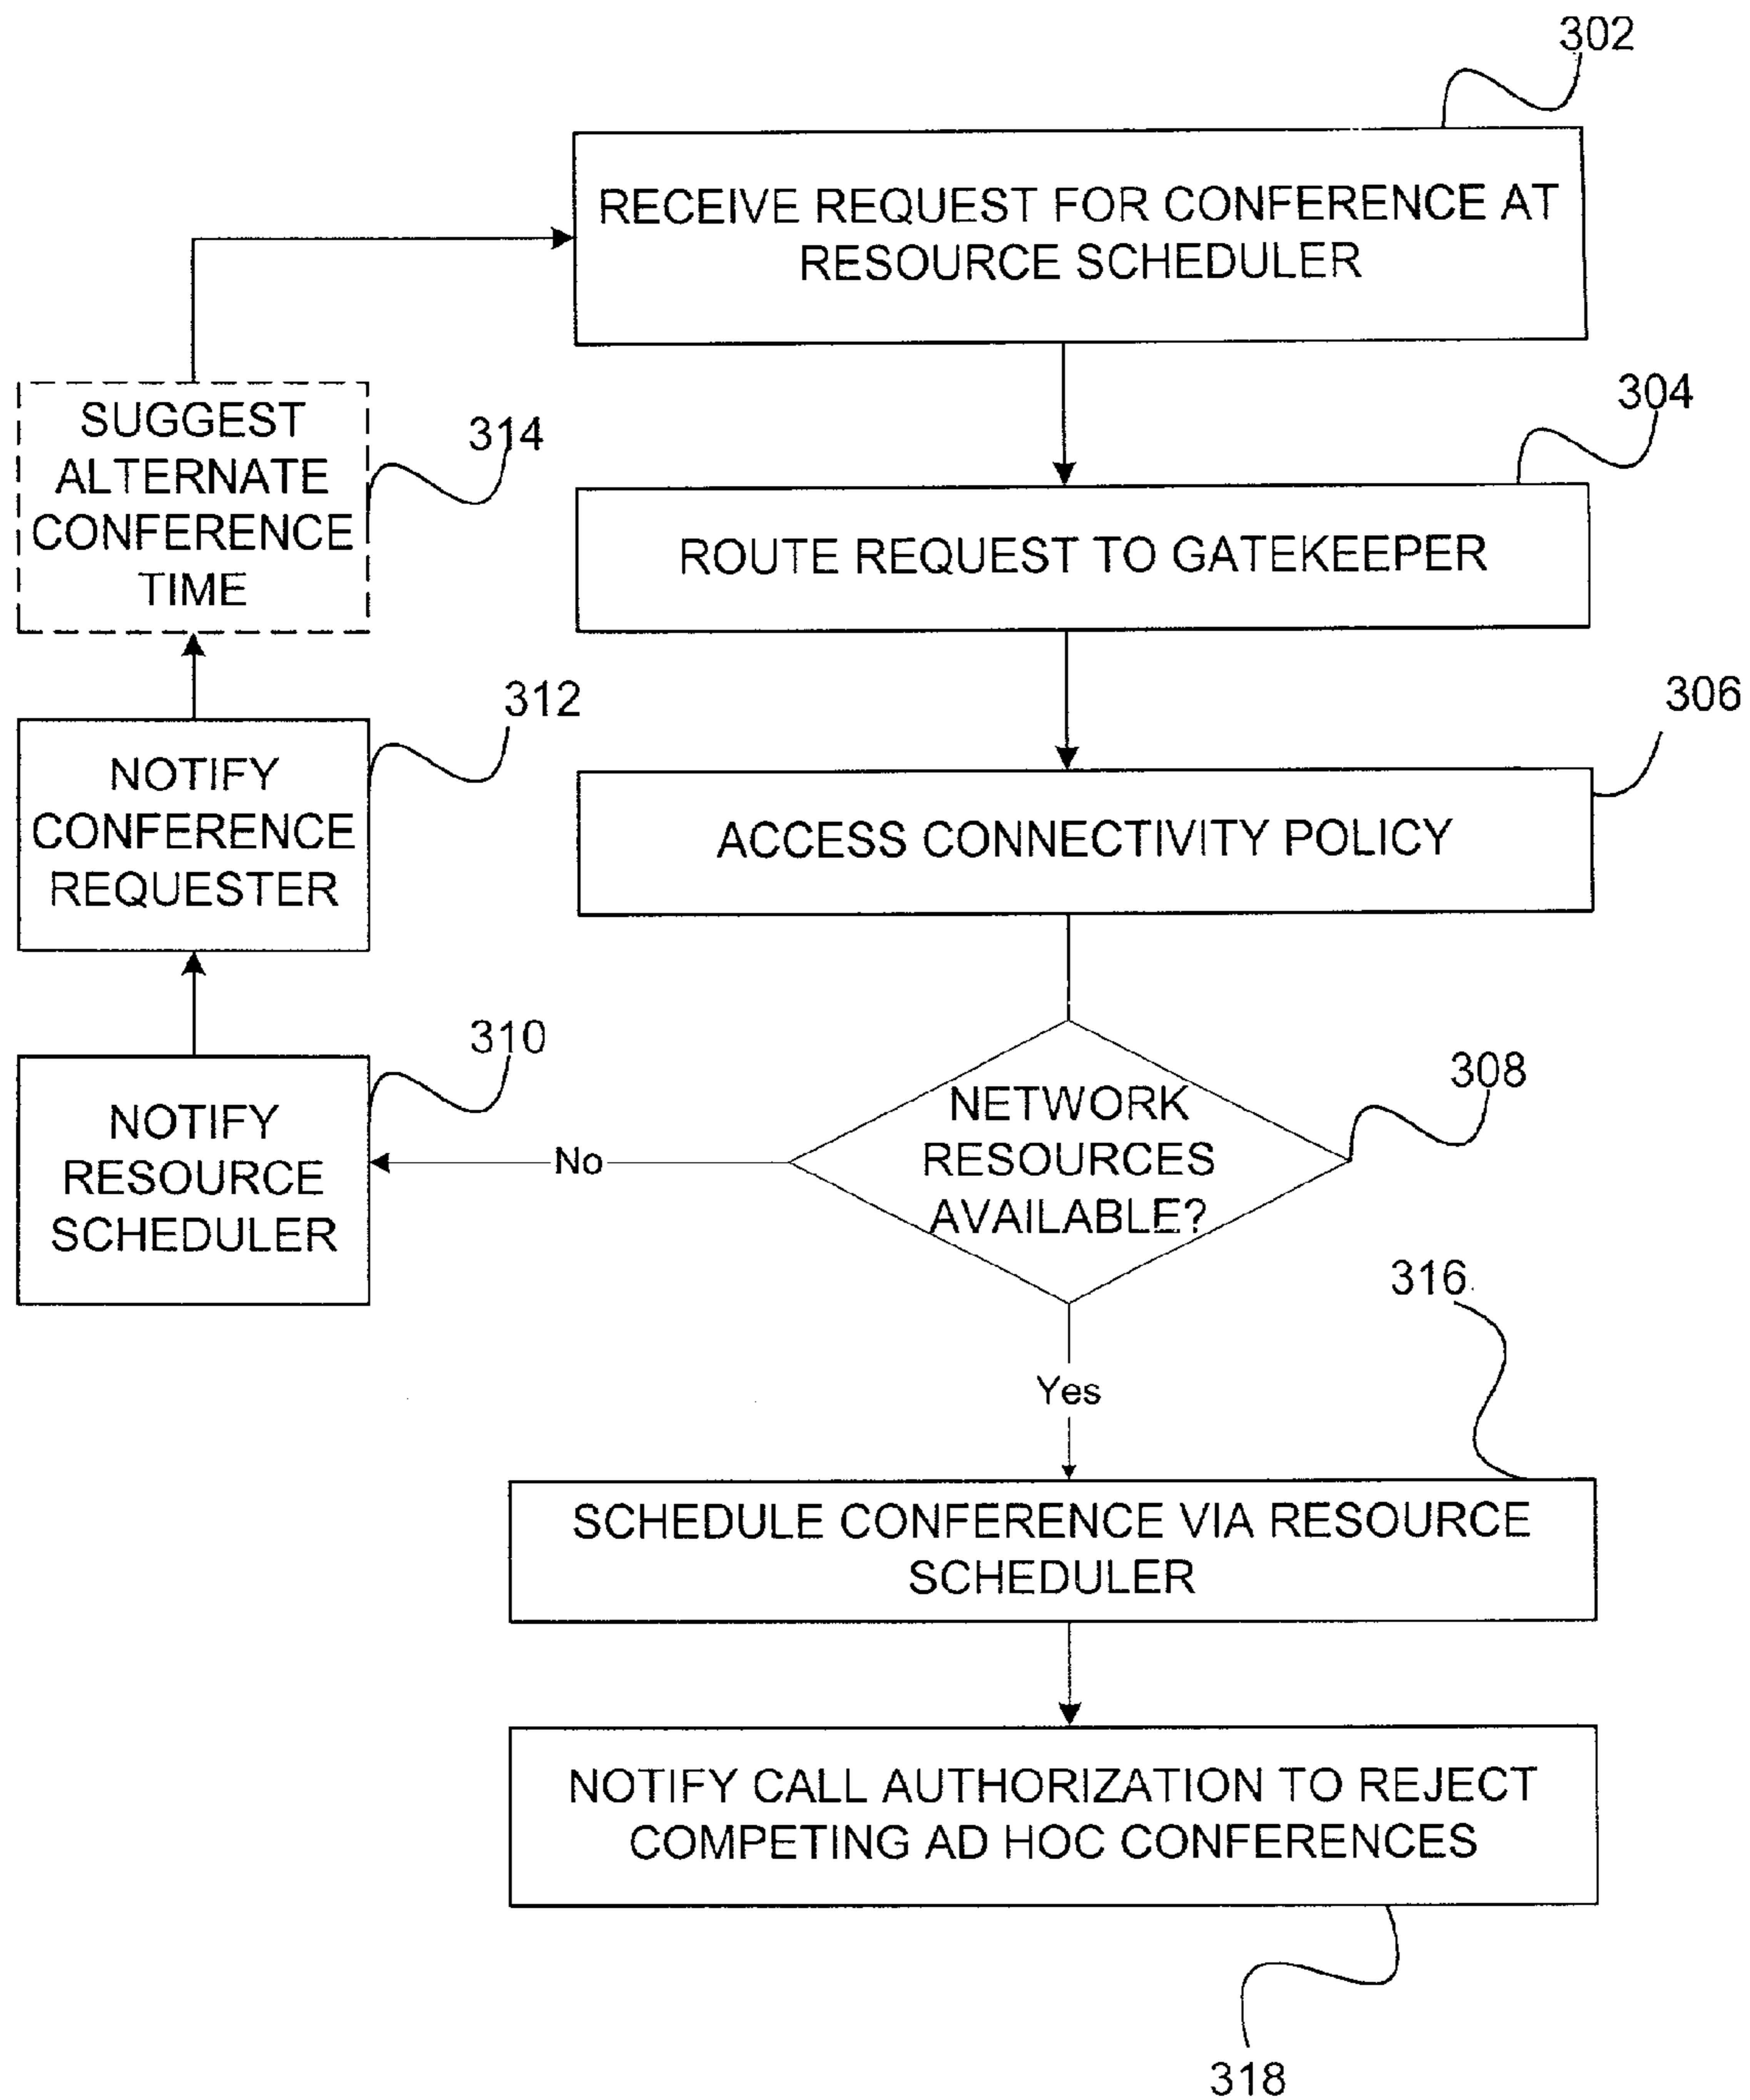 302
RECEIVE REQUEST FOR CONFERENCE AT
RESOURCE SCHEDULER
304
ROUTE REQUEST TO GATEKEEPER
306
ACCESS CONNECTIVITY POLICY
308
NETWORK
RESOURCES
AVAILABLE?
No
310
NOTIFY
RESOURCE
SCHEDULER
312
NOTIFY
CONFERENCE
REQUESTER
314
SUGGEST
ALTERNATE
CONFERENCE
TIME
Yes
316
SCHEDULE CONFERENCE VIA RESOURCE
SCHEDULER
NOTIFY CALL AUTHORIZATION TO REJECT
COMPETING AD HOC CONFERENCES
318